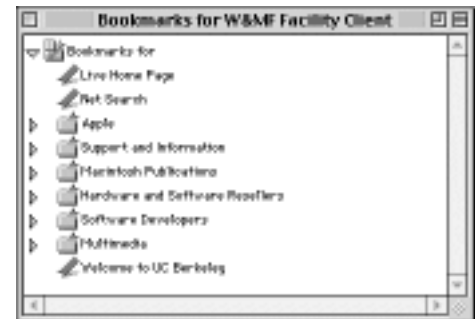 Bookmarks for W&MF Facility Client
Bookmarks for
Live Home Page
Net Search
Apple
Support and Information
Macintosh Publications
Hardware and Software Resellers
Software Developers
Multimedia
Welcome to UC Berkeley